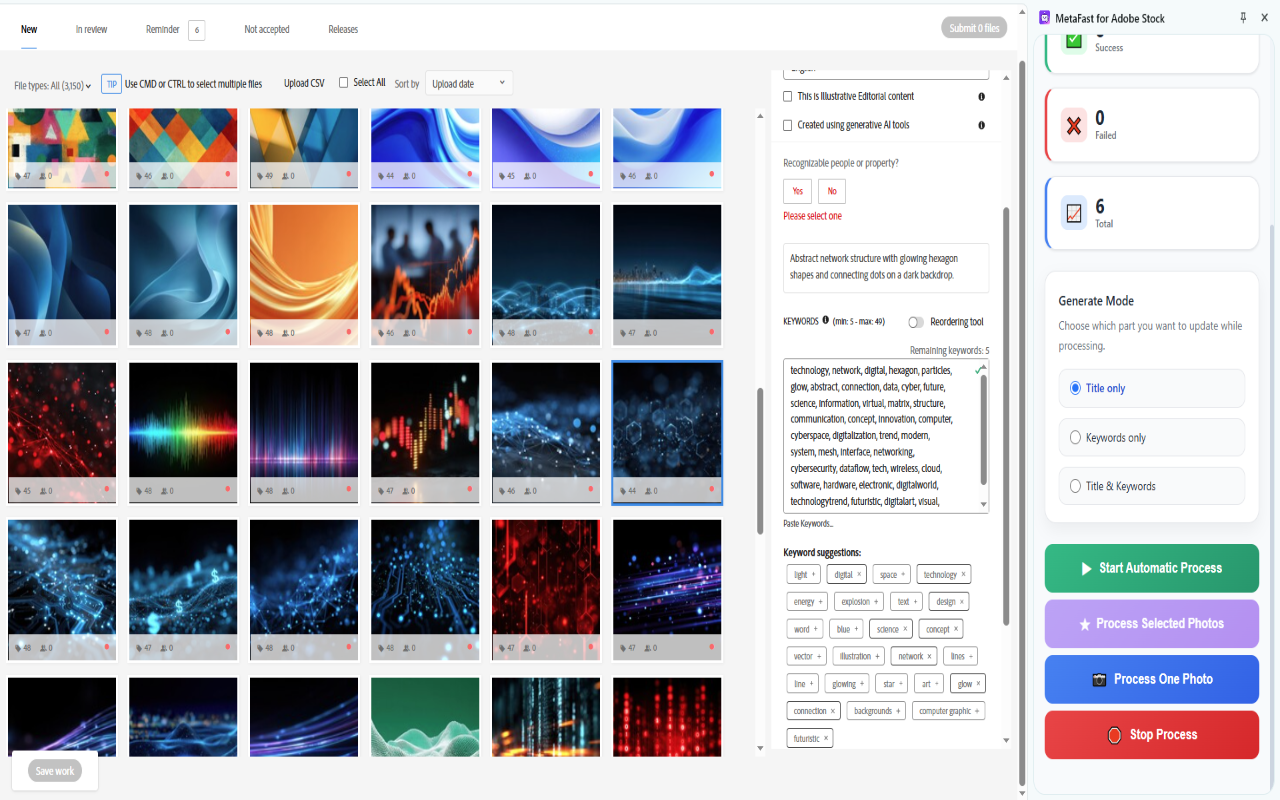 New
In review
Reminder
6
Not accepted
Releases
Submit 0 files
MetaFast for Adobe Stock
File types: All (3,150)
TIP
Use CMD or CTRL to select multiple files
Upload CSV
Select All
Sort by
Upload date
47 0
46 0
49 0
44 0
45 0
46 0
47 0
48 0
48 0
46 0
48 0
47 0
45 0
48 0
48 0
47 0
46 0
44 0
48 0
47 0
48 0
48 0
47 0
47 0
Save work
This is Illustrative Editorial content
Created using generative AI tools
Recognizable people or property?
Yes
No
Please select one
Abstract network structure with glowing hexagon
shapes and connecting dots on a dark backdrop.
KEYWORDS (min: 5 - max: 49)
Reordering tool
Remaining keywords: 5
technology, network, digital, hexagon, particles,
glow, abstract, connection, data, cyber, future,
science, information, virtual, matrix, structure,
communication, concept, innovation, computer,
cyberspace, digitalization, trend, modern,
system, mesh, interface, networking,
cybersecurity, dataflow, tech, wireless, cloud,
software, hardware, electronic, digitalworld,
technologytrend, futuristic, digitalart, visual,
Paste Keywords...
Keyword suggestions:
light + digital × space + technology ×
energy + explosion + text + design ×
word + blue + science × concept ×
vector + illustration + network × lines +
line + glowing + star + art + glow ×
connection × backgrounds + computer graphic +
futuristic ×
Success
0
Failed
6
Total
Generate Mode
Choose which part you want to update while
processing.
Title only
Keywords only
Title & Keywords
Start Automatic Process
Process Selected Photos
Process One Photo
Stop Process